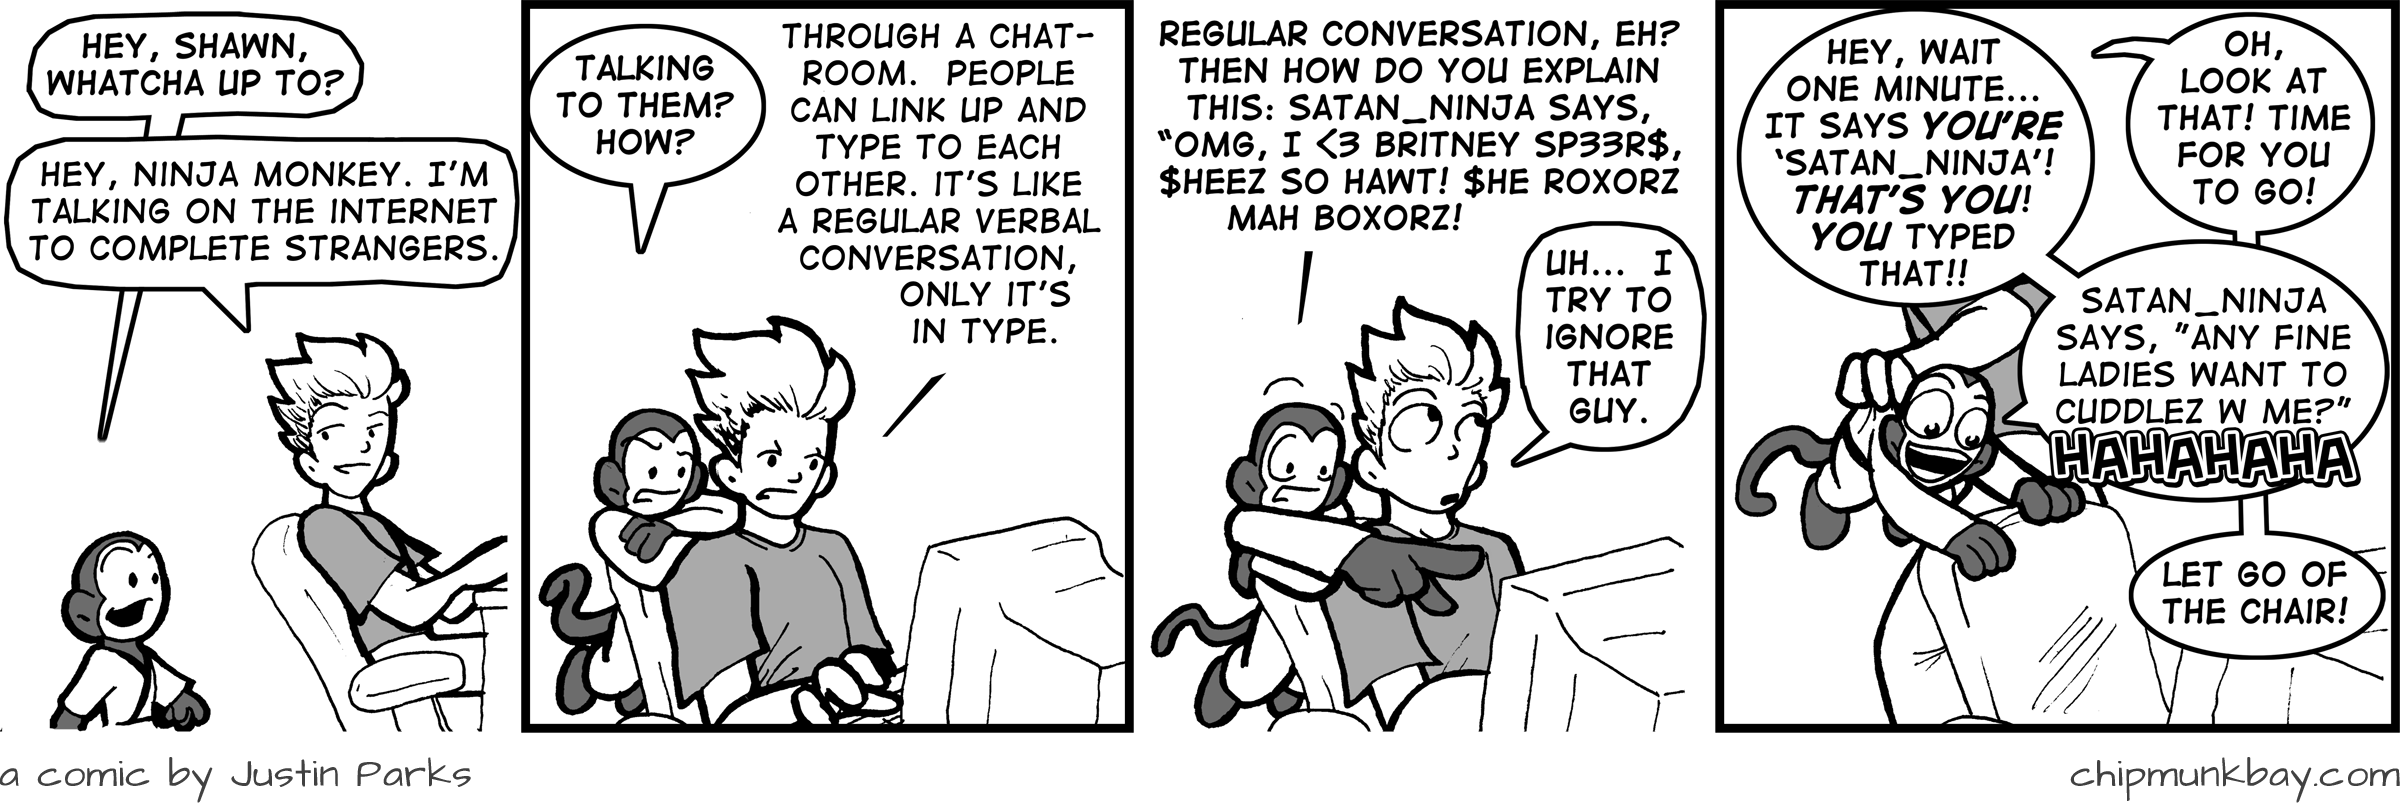 HEY, SHAWN,
WHATCHA UP TO?
HEY, NINJA MONKEY. I'M
TALKING ON THE INTERNET
TO COMPLETE STRANGERS.
TALKING
TO THEM?
HOW?
THROUGH A CHAT-
ROOM. PEOPLE
CAN LINK UP AND
TYPE TO EACH
OTHER. IT'S LIKE
A REGULAR VERBAL
CONVERSATION,
ONLY IT'S
IN TYPE.
REGULAR CONVERSATION, EH?
THEN HOW DO YOU EXPLAIN
THIS: SATAN_NINJA SAYS,
"OMG, I <3 BRITNEY SP33R$,
$HEEZ SO HAWT! $HE ROXORZ
MAH BOXORZ!
UH... I
TRY TO
IGNORE
THAT
GUY.
HEY, WAIT
ONE MINUTE...
IT SAYS YOU'RE
'SATAN_NINJA'!
THAT'S YOU!
YOU TYPED
THAT!!
OH,
LOOK AT
THAT! TIME
FOR YOU
TO GO!
SATAN_NINJA
SAYS, "ANY FINE
LADIES WANT TO
CUDDLEZ W ME?"
HAHAHAHA
LET GO OF
THE CHAIR!
a comic by Justin Parks
chipmunkbay.com